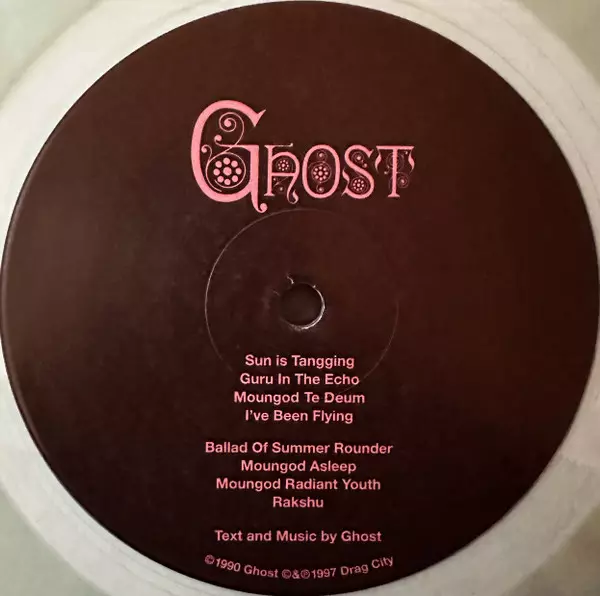 GHOST
Sun is Tangging
Guru In The Echo
Moungod Te Deum
I've Been Flying
Ballad Of Summer Rounder
Moungod Asleep
Moungod Radiant Youth
Rakshu
Text and Music by Ghost
©1990 Ghost ©&℗1997 Drag City